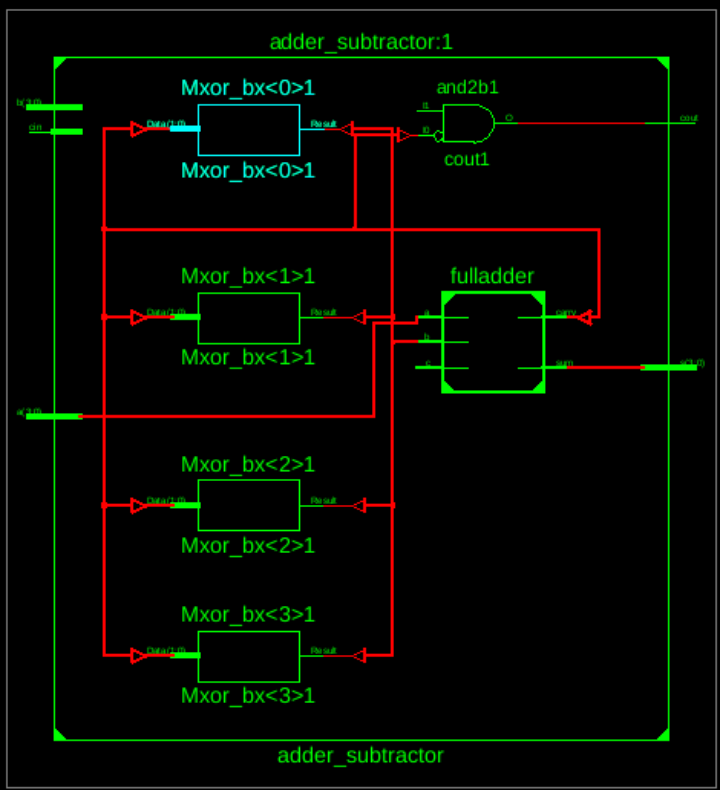 adder_subtractor:1
Mxor_bx<0>1
and2b1
b(3:0)
cin
Data(1:0)
Result
I1
I0
O
cout
Mxor_bx<0>1
cout1
Mxor_bx<1>1
fulladder
Data(1:0)
Result
a
carry
b
Mxor_bx<1>1
c
sum
s(3:0)
a(3:0)
Mxor_bx<2>1
Data(1:0)
Result
Mxor_bx<2>1
Mxor_bx<3>1
Data(1:0)
Result
Mxor_bx<3>1
adder_subtractor